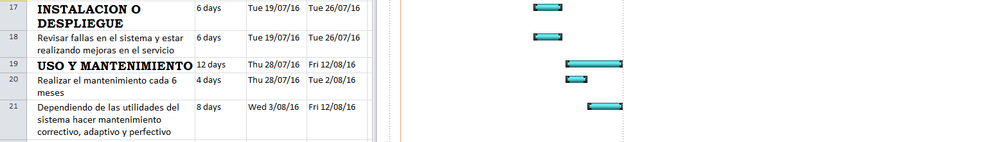 17 INSTALACION O 6 days Tue 19/07/16 Tue 26/07/16
DESPLIEGUE
18 Revisar fallas en el sistema y estar 6 days Tue 19/07/16 Tue 26/07/16
realizando mejoras en el servicio
19 USO Y MANTENIMIENTO 12 days Thu 28/07/16 Fri 12/08/16
20 Realizar el mantenimiento cada 6 4 days Thu 28/07/16 Tue 2/08/16
meses
21 Dependiendo de las utilidades del 8 days Wed 3/08/16 Fri 12/08/16
sistema hacer mantenimiento
correctivo, adaptivo y perfectivo